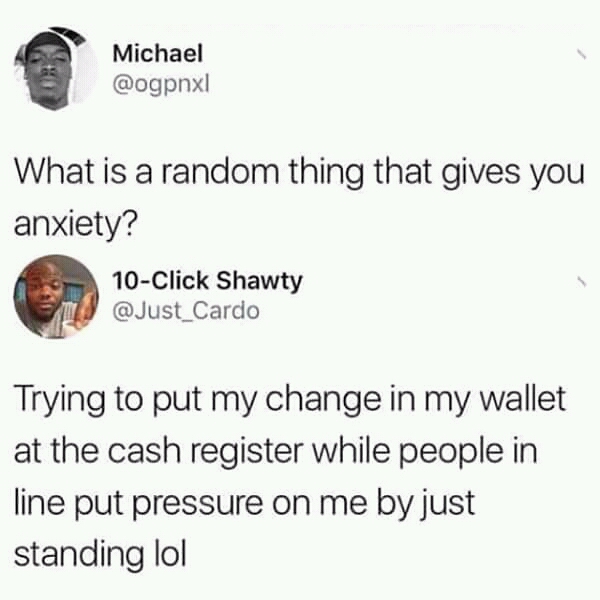 Michael
@ogpnxl
What is a random thing that gives you
anxiety?
10-Click Shawty
@Just_Cardo
Trying to put my change in my wallet
at the cash register while people in
line put pressure on me by just
standing lol